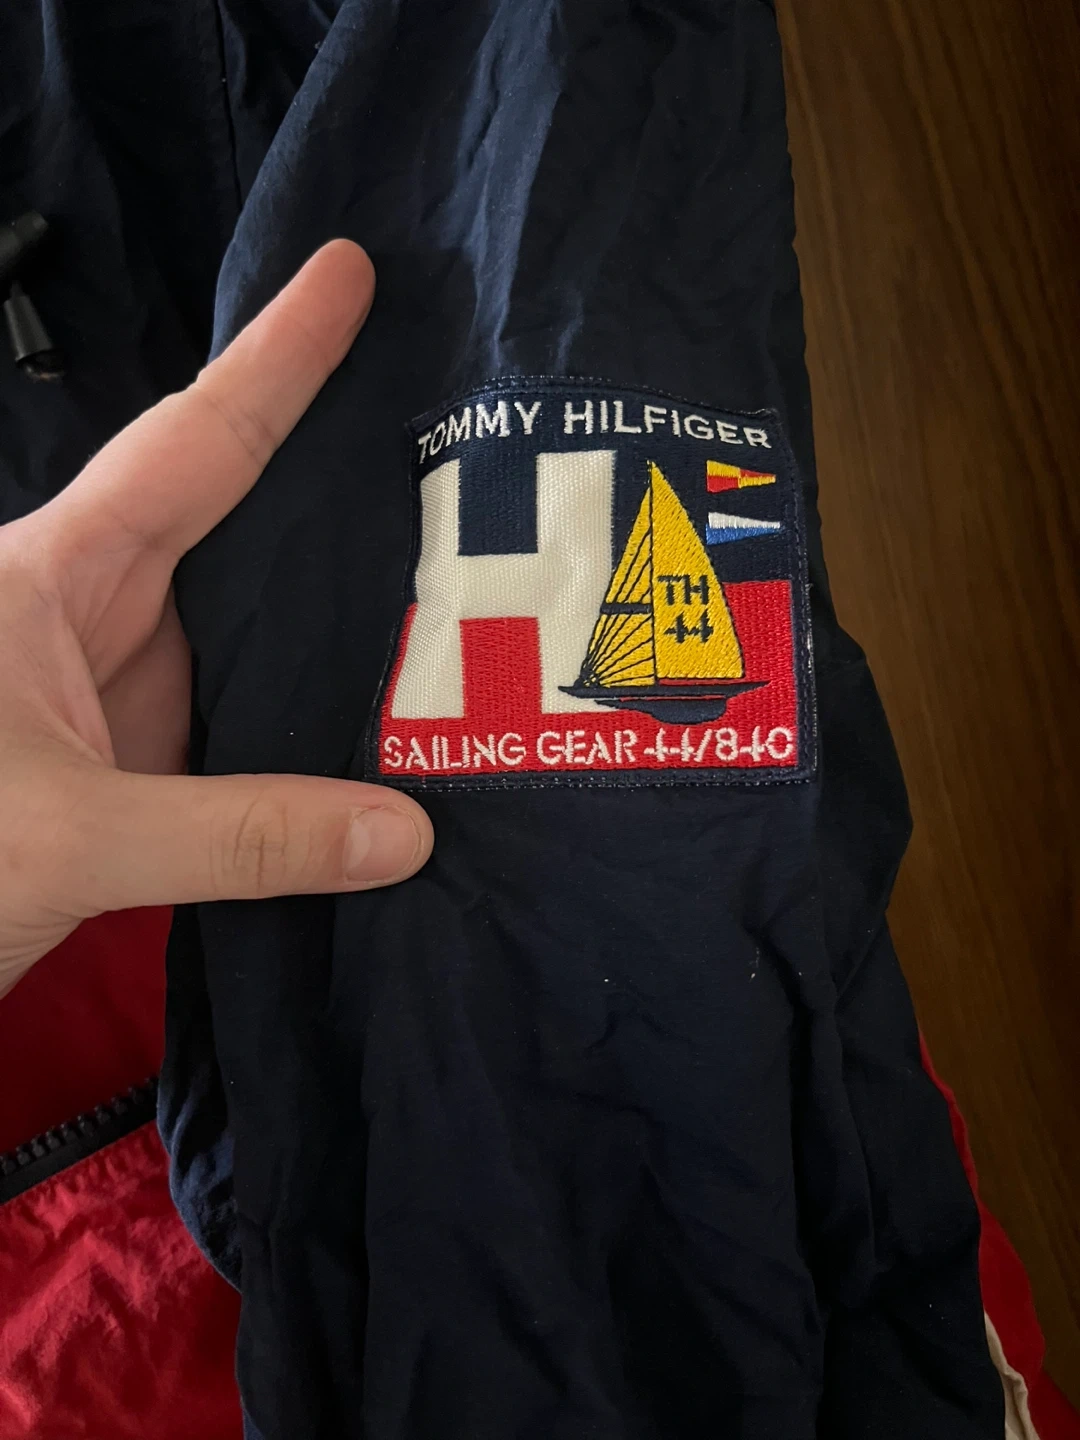 TOMMY HILFIGER
H
TH
44
SAILING GEAR 44/840